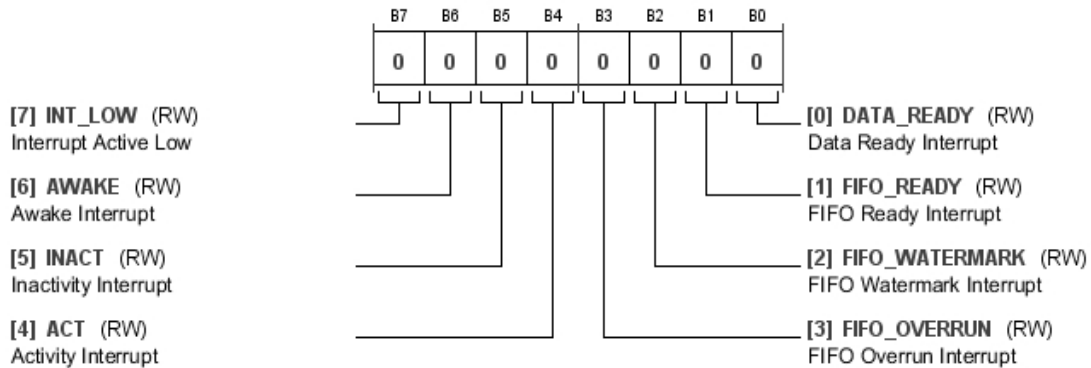 B7 B6 B5 B4 B3 B2 B1 B0
0 0 0 0 0 0 0 0
[7] INT_LOW (RW)
Interrupt Active Low
[6] AWAKE (RW)
Awake Interrupt
[5] INACT (RW)
Inactivity Interrupt
[4] ACT (RW)
Activity Interrupt
[0] DATA_READY (RW)
Data Ready Interrupt
[1] FIFO_READY (RW)
FIFO Ready Interrupt
[2] FIFO_WATERMARK (RW)
FIFO Watermark Interrupt
[3] FIFO_OVERRUN (RW)
FIFO Overrun Interrupt